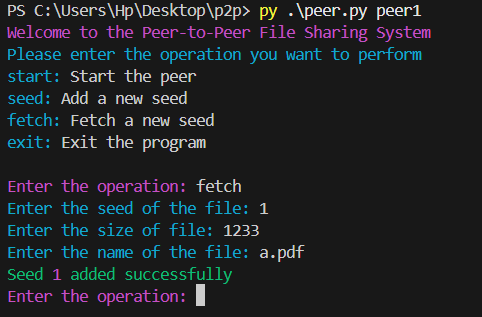 PS C:\Users\Hp\Desktop\p2p> py .\peer.py peer1
Welcome to the Peer-to-Peer File Sharing System
Please enter the operation you want to perform
start: Start the peer
seed: Add a new seed
fetch: Fetch a new seed
exit: Exit the program
Enter the operation: fetch
Enter the seed of the file: 1
Enter the size of file: 1233
Enter the name of the file: a.pdf
Seed 1 added successfully
Enter the operation: